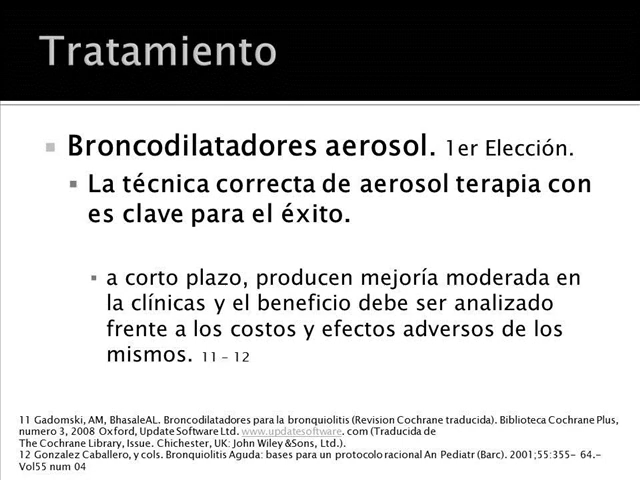 Tratamiento
Broncodilatadores aerosol. 1er Elección.
La técnica correcta de aerosol terapia con
es clave para el éxito.
a corto plazo, producen mejoría moderada en
la clínicas y el beneficio debe ser analizado
frente a los costos y efectos adversos de los
mismos. 11 – 12
11 Gadomski, AM, BhasaleAL. Broncodilatadores para la bronquiolitis (Revision Cochrane traducida). Biblioteca Cochrane Plus,
numero 3, 2008 Oxford, Update Software Ltd. www.updatesoftware. com (Traducida de
The Cochrane Library, Issue. Chichester, UK: John Wiley &Sons, Ltd.).
12 Gonzalez Caballero, y cols. Bronquiolitis Aguda: bases para un protocolo racional An Pediatr (Barc). 2001;55:355– 64.–
Vol55 num 04